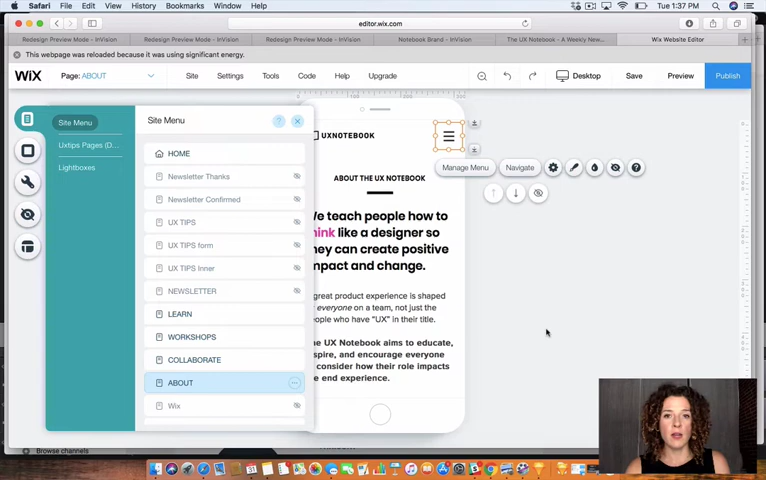 Safari File Edit View History Bookmarks Window Help
Tue 1:37 PM
editor.wix.com
Redesign Preview Mode - InVision
Redesign Preview Mode - InVision
Redesign Preview Mode - InVision
Notebook Brand - InVision
The UX Notebook - A Weekly New...
Wix Website Editor
This webpage was reloaded because it was using significant energy.
WiX
Page: ABOUT
Site
Settings
Tools
Code
Help
Upgrade
Desktop
Save
Preview
Publish
Site Menu
Uxtips Pages (D...
Lightboxes
Site Menu
HOME
Newsletter Thanks
Newsletter Confirmed
UX TIPS
UX TIPS form
UX TIPS Inner
NEWSLETTER
LEARN
WORKSHOPS
COLLABORATE
ABOUT
Wix
UXNOTEBOOK
Manage Menu
Navigate
ABOUT THE UX NOTEBOOK
We teach people how to
think like a designer so
they can create positive
impact and change.
great product experience is shaped
everyone on a team, not just the
people who have "UX" in their title.
The UX Notebook aims to educate,
spire, and encourage everyone
consider how their role impacts
e end experience.
Browse channels